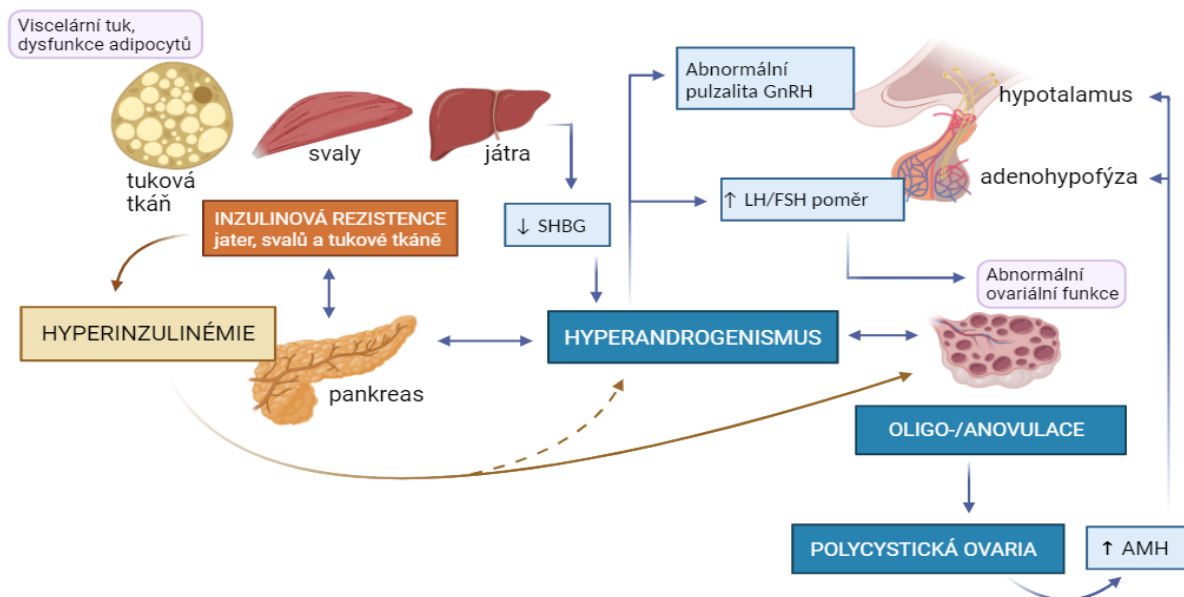 Viscelární tuk,
dysfunkce adipocytů
tuková
tkáň
svaly
játra
INZULINOVÁ REZISTENCE
jater, svalů a tukové tkáně
↓ SHBG
Abnormální
pulzalita GnRH
hypotalamus
adenohypofýza
↑ LH/FSH poměr
Abnormální
ovariální funkce
HYPERINZULINÉMIE
pankreas
HYPERANDROGENISMUS
OLIGO-/ANOVULACE
POLYCYSTICKÁ OVARIA
↑ AMH